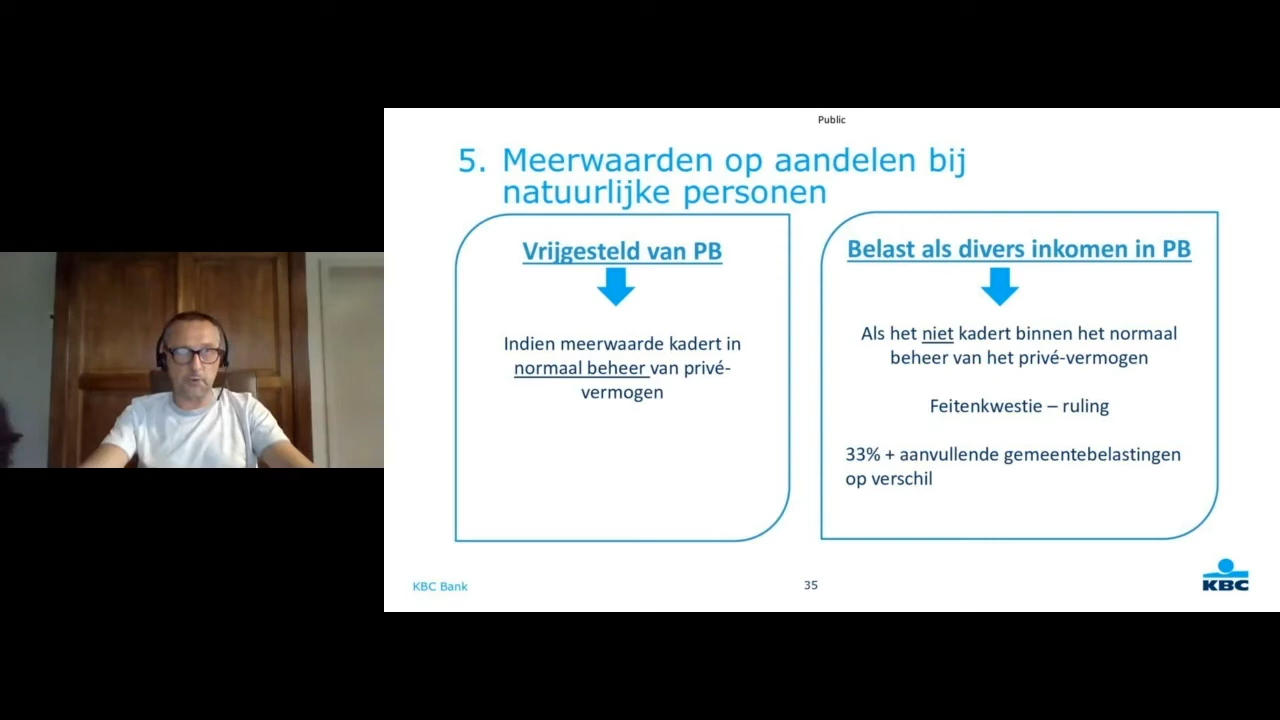 Public
5. Meerwaarden op aandelen bij
natuurlijke personen
Vrijgesteld van PB
Indien meerwaarde kadert in
normaal beheer van privé-
vermogen
Belast als divers inkomen in PB
Als het niet kadert binnen het normaal
beheer van het privé-vermogen
Feitenkwestie – ruling
33% + aanvullende gemeentebelastingen
op verschil
KBC Bank
35
KBC